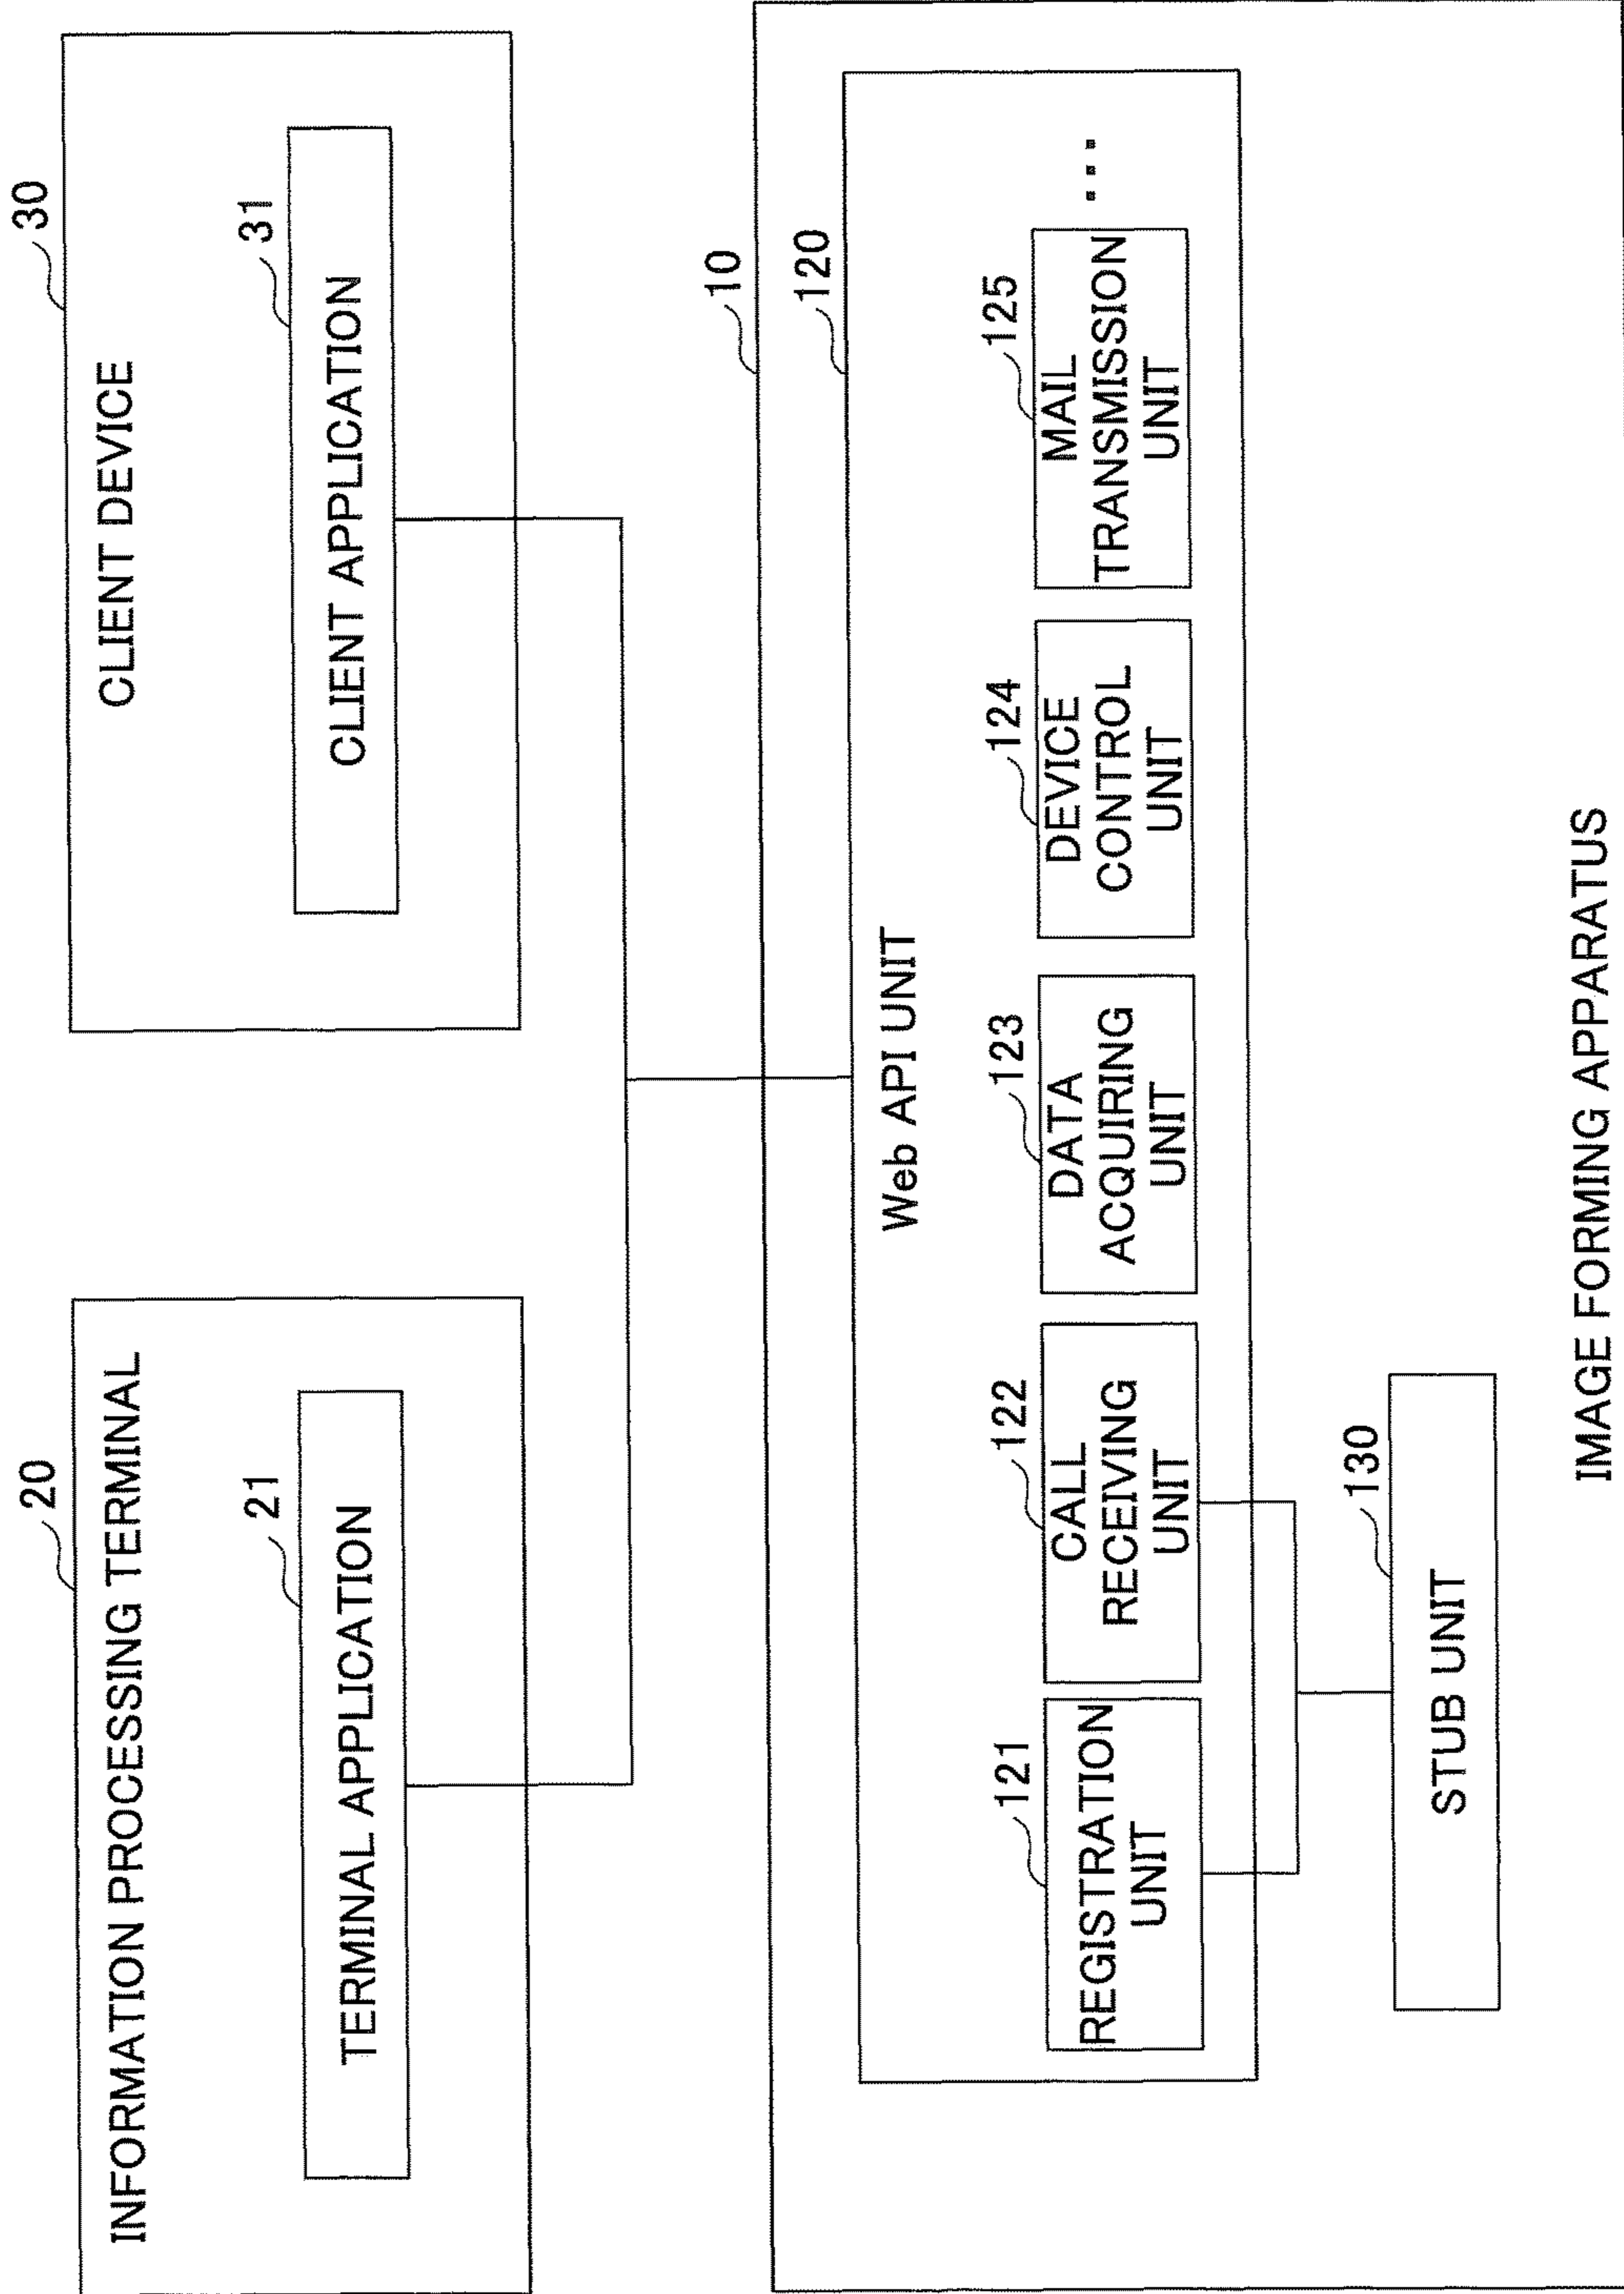 20
INFORMATION PROCESSING TERMINAL
21
TERMINAL APPLICATION
30
CLIENT DEVICE
31
CLIENT APPLICATION
10
120
Web API UNIT
121
REGISTRATION
UNIT
122
CALL
RECEIVING
UNIT
123
DATA
ACQUIRING
UNIT
124
DEVICE
CONTROL
UNIT
125
MAIL
TRANSMISSION
UNIT
...
130
STUB UNIT
IMAGE FORMING APPARATUS